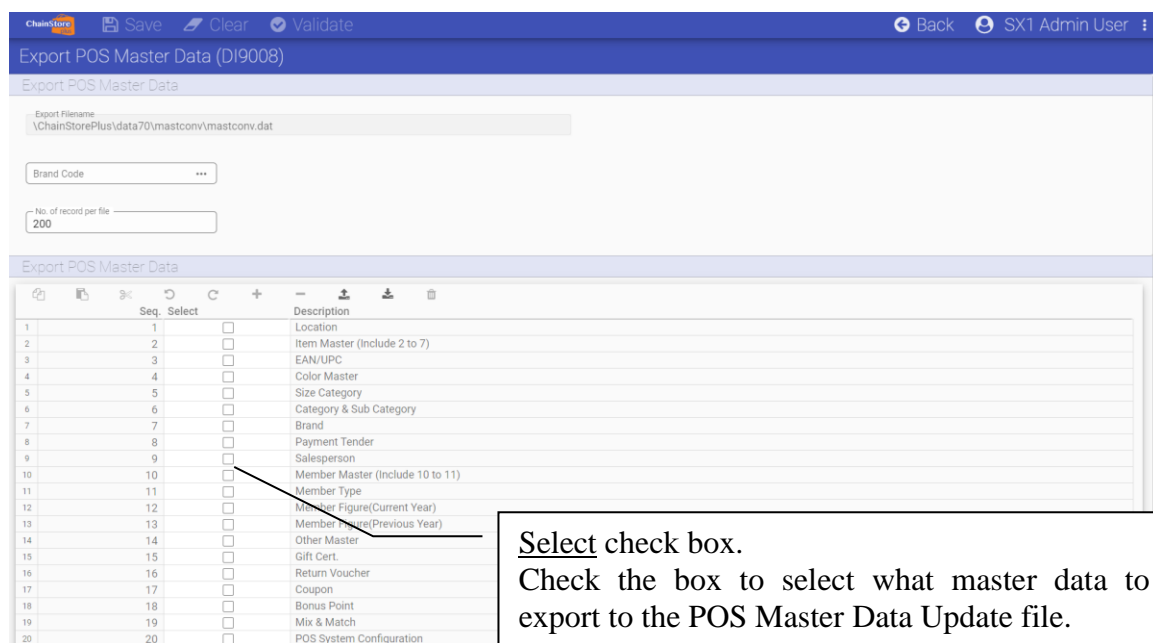 ChainStore plus Save Clear Validate Back SX1 Admin User
Export POS Master Data (DI9008)
Export POS Master Data
Export Filename
\ChainStorePlus\data70\mastconv\mastconv.dat
Brand Code ...
No. of record per file
200
Export POS Master Data
Seq. Select Description
1 1 Location
2 2 Item Master (Include 2 to 7)
3 3 EAN/UPC
4 4 Color Master
5 5 Size Category
6 6 Category & Sub Category
7 7 Brand
8 8 Payment Tender
9 9 Salesperson
10 10 Member Master (Include 10 to 11)
11 11 Member Type
12 12 Member Figure(Current Year)
13 13 Member Figure(Previous Year)
14 14 Other Master
15 15 Gift Cert.
16 16 Return Voucher
17 17 Coupon
18 18 Bonus Point
19 19 Mix & Match
20 20 POS System Configuration
Select check box.
Check the box to select what master data to
export to the POS Master Data Update file.